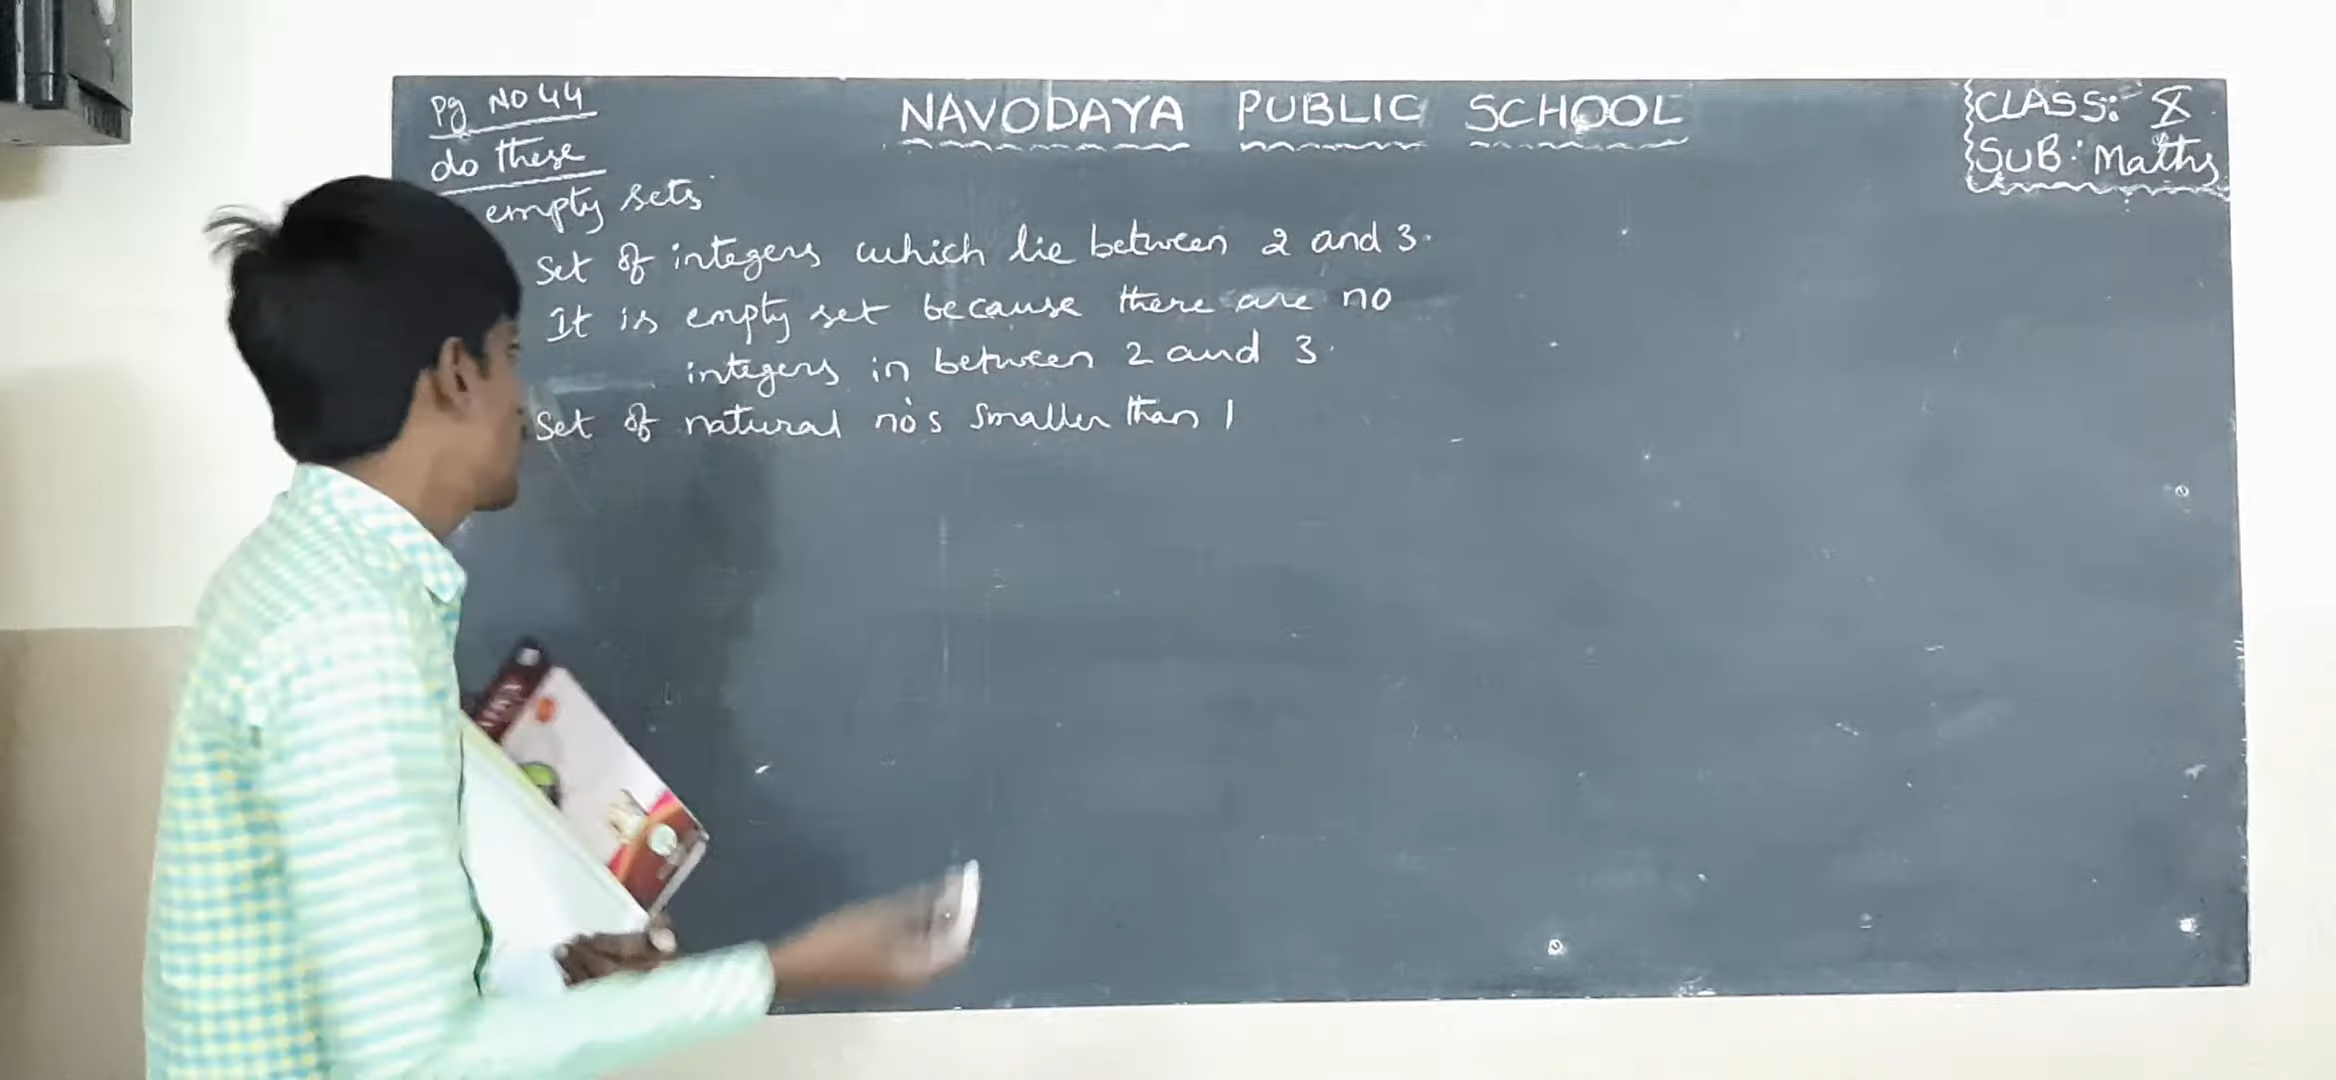 Pg NO 44
do these
NAVODAYA PUBLIC SCHOOL
CLASS: X
SUB: Maths
empty sets
Set of integers which lie between 2 and 3.
It is empty set because there are no
integers in between 2 and 3.
Set of natural no's smaller than 1